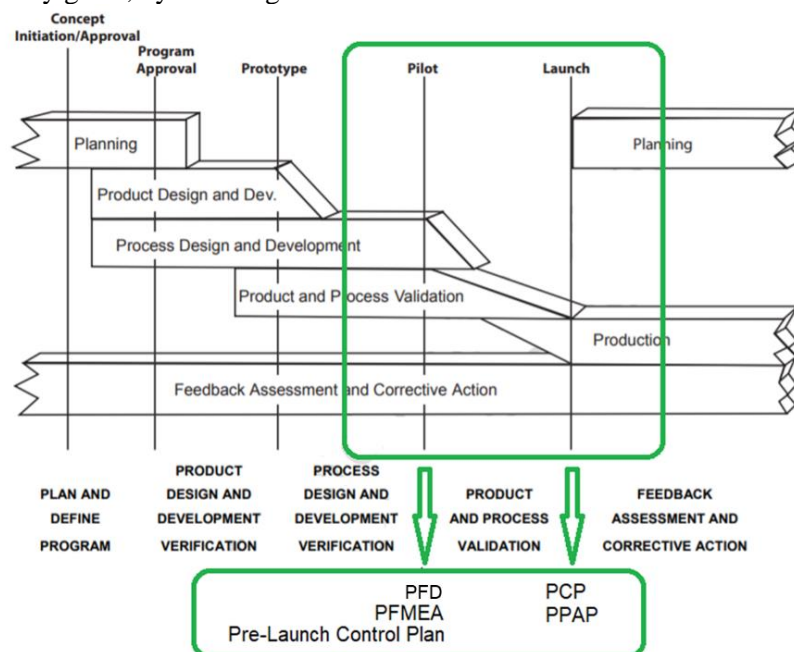 Concept
Initiation/Approval
Program
Approval
Prototype
Pilot
Launch
Planning
Planning
Product Design and Dev.
Process Design and Development
Product and Process Validation
Production
Feedback Assessment and Corrective Action
PLAN AND
DEFINE
PROGRAM
PRODUCT
DESIGN AND
DEVELOPMENT
VERIFICATION
PROCESS
DESIGN AND
DEVELOPMENT
VERIFICATION
PRODUCT
AND PROCESS
VALIDATION
FEEDBACK
ASSESSMENT AND
CORRECTIVE ACTION
PFD
PFMEA
Pre-Launch Control Plan
PCP
PPAP